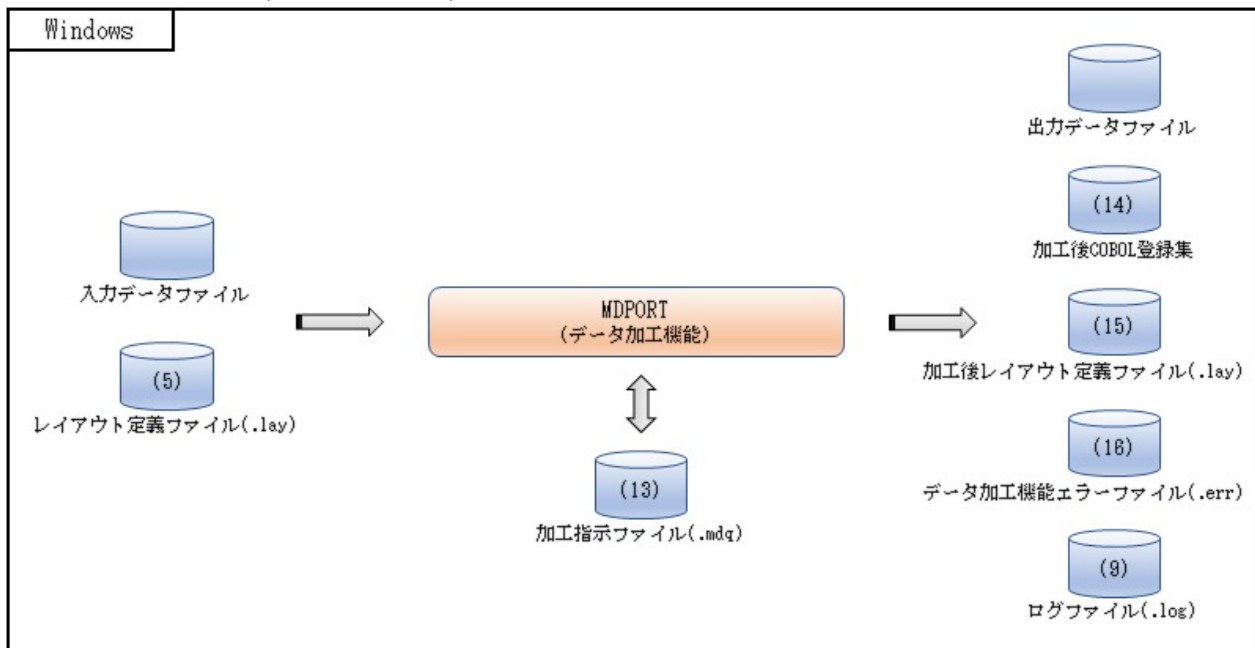 Windows
入力データファイル
(5)
レイアウト定義ファイル(.lay)
MDPORT
(データ加工機能)
(13)
加工指示ファイル(.mdq)
出力データファイル
(14)
加工後COBOL登録集
(15)
加工後レイアウト定義ファイル(.lay)
(16)
データ加工機能エラーファイル(.err)
(9)
ログファイル(.log)